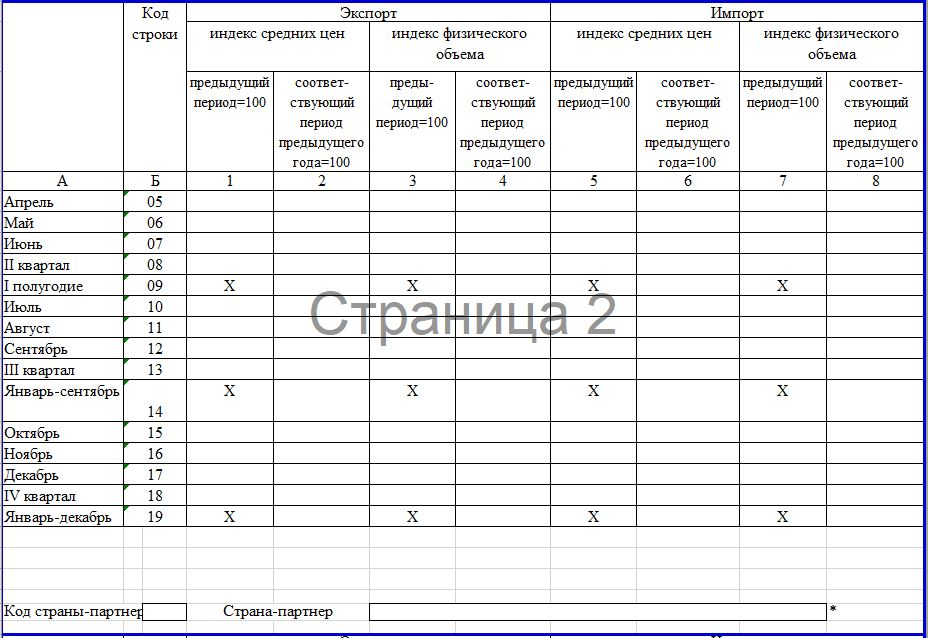 Код строки
Экспорт
Импорт
индекс средних цен
индекс физического объема
индекс средних цен
индекс физического объема
предыдущий период=100
соответ-ствующий период предыдущего года=100
преды-дущий период=100
соответ-ствующий период предыдущего года=100
предыдущий период=100
соответ-ствующий период предыдущего года=100
предыдущий период=100
соответ-ствующий период предыдущего года=100
А Б 1 2 3 4 5 6 7 8
Апрель 05
Май 06
Июнь 07
II квартал 08
I полугодие 09 X X X X
Июль 10
Страница 2
Август 11
Сентябрь 12
III квартал 13
Январь-сентябрь 14 X X X X
Октябрь 15
Ноябрь 16
Декабрь 17
IV квартал 18
Январь-декабрь 19 X X X X
Код страны-партнер Страна-партнер *